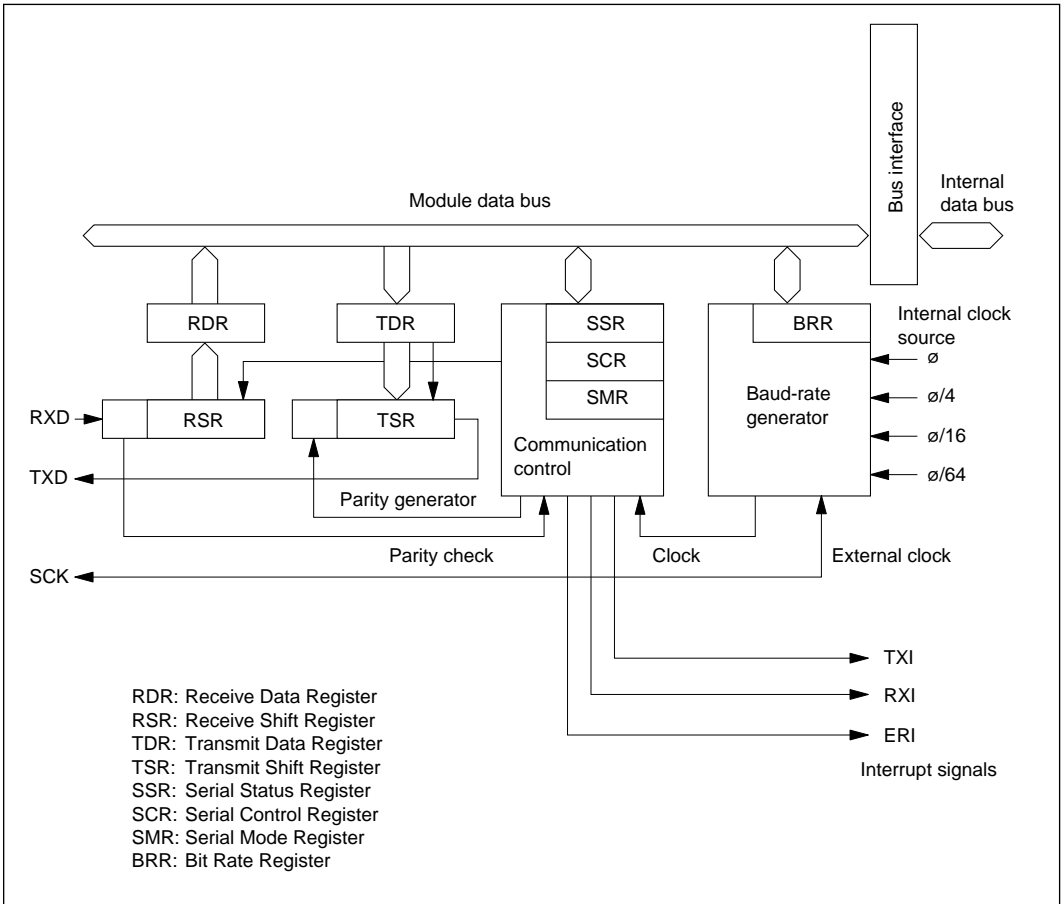 Bus interface
Internal
data bus
Module data bus
RDR
TDR
SSR
SCR
SMR
BRR
Internal clock
source
ø
ø/4
ø/16
ø/64
Baud-rate
generator
RXD
RSR
TSR
Communication
control
TXD
Parity generator
Parity check
Clock
External clock
SCK
TXI
RXI
ERI
Interrupt signals
RDR: Receive Data Register
RSR: Receive Shift Register
TDR: Transmit Data Register
TSR: Transmit Shift Register
SSR: Serial Status Register
SCR: Serial Control Register
SMR: Serial Mode Register
BRR: Bit Rate Register